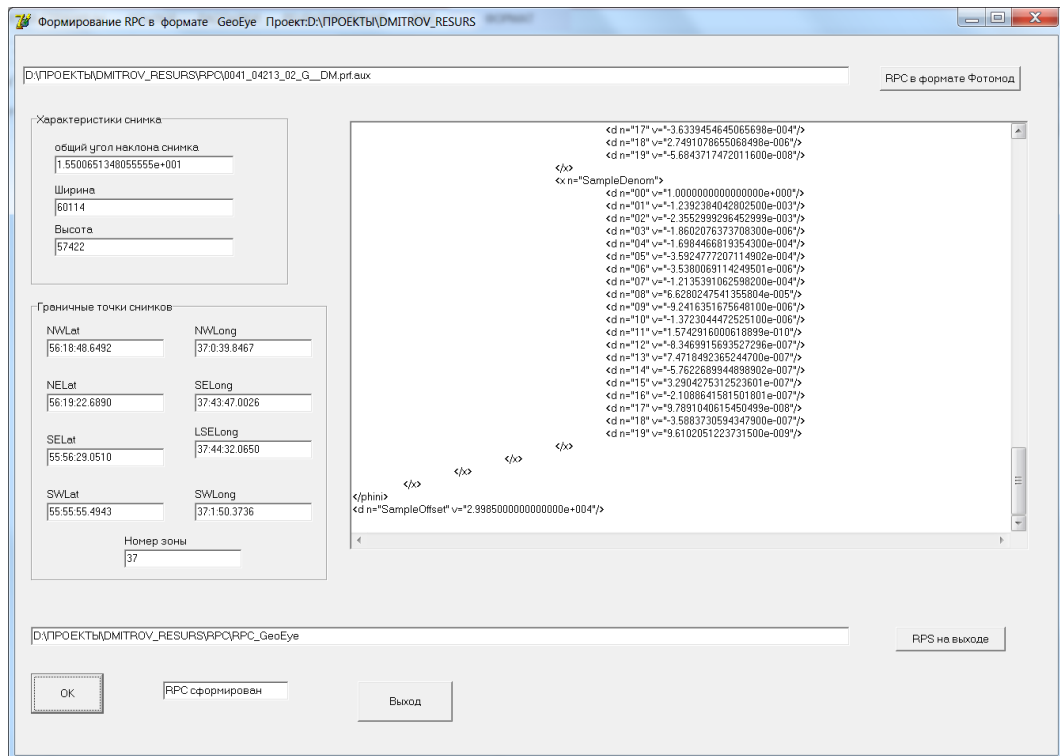 Формирование RPC в формате GeoEye Проект:D:\ПРОЕКТЫ\DMITROV_RESURS
D:\ПРОЕКТЫ\DMITROV_RESURS\RPC\0041_04213_02_G__DM.prf.aux
RPC в формате Фотомод
Характеристики снимка
общий угол наклона снимка
1.5500651348055555e+001
Ширина
60114
Высота
57422
Граничные точки снимков
NWLat NWLong
56:18:48.6492 37:0:39.8467
NELat SELong
56:19:22.6890 37:43:47.0026
SELat LSELong
55:56:29.0510 37:44:32.0650
SWLat SWLong
55:55:55.4943 37:1:50.3736
Номер зоны
37
<d n="17" v="-3.6339454645065698e-004"/>
<d n="18" v="2.7491078655068498e-006"/>
<d n="19" v="-5.6843717472011600e-008"/>
</x>
<x n="SampleDenom">
<d n="00" v="1.0000000000000000e+000"/>
<d n="01" v="-1.2392384042802500e-003"/>
<d n="02" v="-2.3552999296452999e-003"/>
<d n="03" v="-1.8602076373708300e-006"/>
<d n="04" v="-1.6984466819354300e-004"/>
<d n="05" v="-3.5924777207114902e-004"/>
<d n="06" v="-3.5380069114249501e-006"/>
<d n="07" v="-1.2135391062598200e-004"/>
<d n="08" v="6.6280247541355804e-005"/>
<d n="09" v="-9.2416351675648100e-006"/>
<d n="10" v="-1.3723044472525100e-006"/>
<d n="11" v="1.5742916000618899e-010"/>
<d n="12" v="-8.3469915693527296e-007"/>
<d n="13" v="7.4718492365244700e-007"/>
<d n="14" v="-5.7622689944898902e-007"/>
<d n="15" v="3.2904275312523601e-007"/>
<d n="16" v="-2.1088641581501801e-007"/>
<d n="17" v="9.7891040615450499e-008"/>
<d n="18" v="-3.5883730594347900e-007"/>
<d n="19" v="9.6102051223731500e-009"/>
</x>
</x>
</x>
</x>
</phini>
<d n="SampleOffset" v="2.9985000000000000e+004"/>
D:\ПРОЕКТЫ\DMITROV_RESURS\RPC\RPC_GeoEye
RPS на выходе
OK
RPC сформирован
Выход